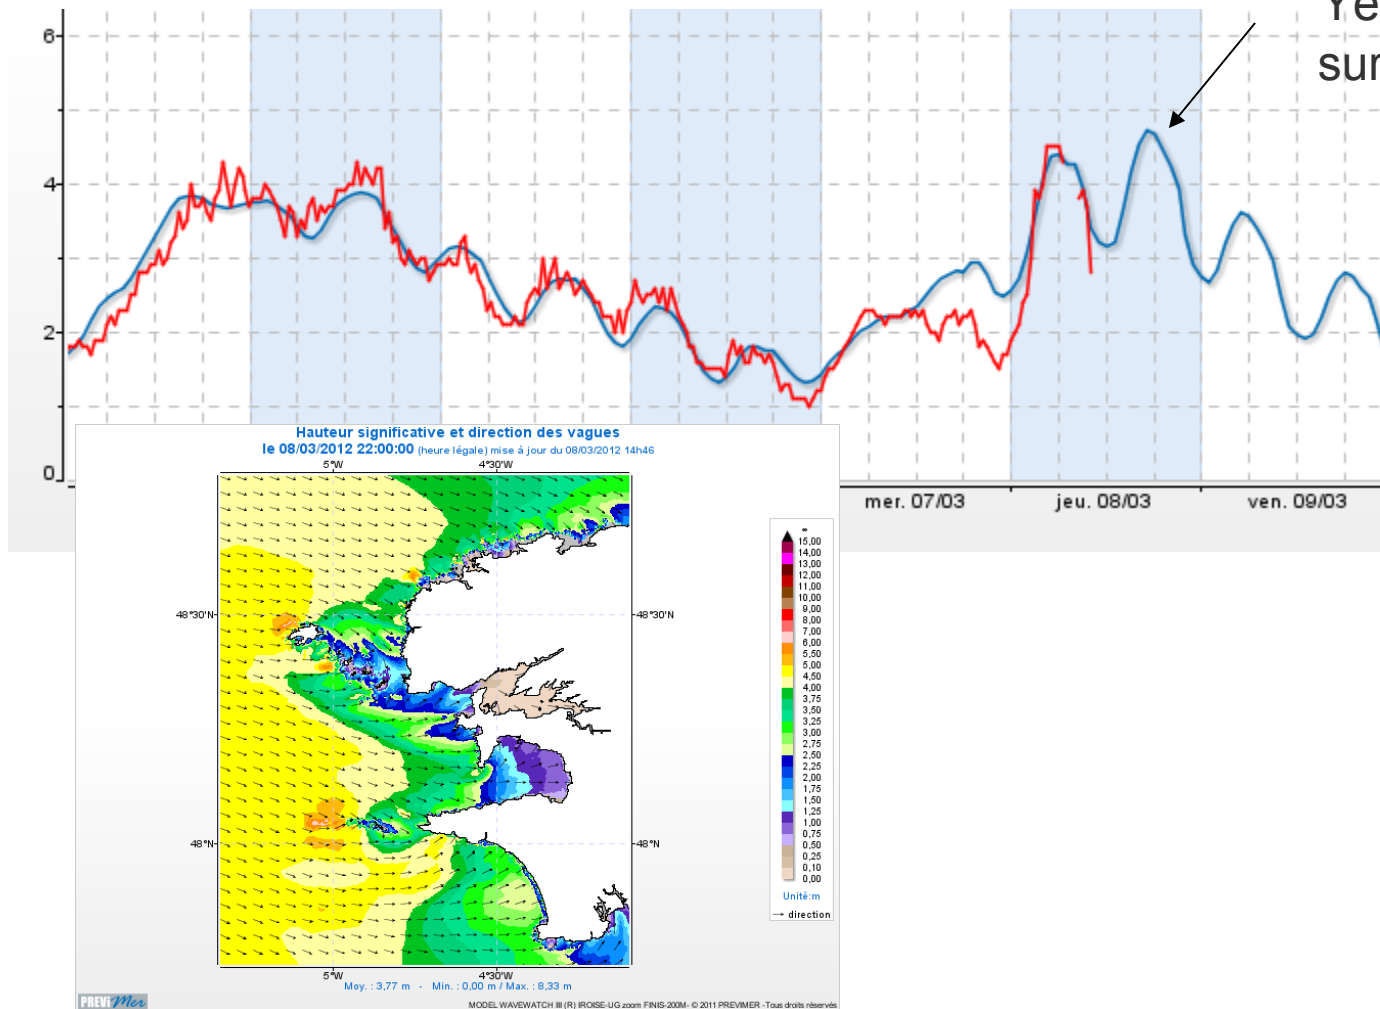 Ye
sur
6
4
2
0
mer. 07/03
jeu. 08/03
ven. 09/03
Hauteur significative et direction des vagues
le 08/03/2012 22:00:00 (heure légale) mise à jour du 08/03/2012 14h46
5°W
4°30'W
48°30'N
48°30'N
48°N
48°N
5°W
4°30'W
∞
15,00
14,00
13,00
12,00
11,00
10,00
9,00
8,00
7,00
6,00
5,50
5,00
4,50
4,00
3,75
3,50
3,25
3,00
2,75
2,50
2,25
2,00
1,75
1,50
1,25
1,00
0,75
0,50
0,25
0,10
0,00
Unité:m
direction
Moy. : 3,77 m - Min. : 0,00 m / Max. : 8,33 m
PREViMer
MODEL WAVEWATCH III (R) IROISE-UG zoom FINIS-200M- © 2011 PREVIMER -Tous droits réservés